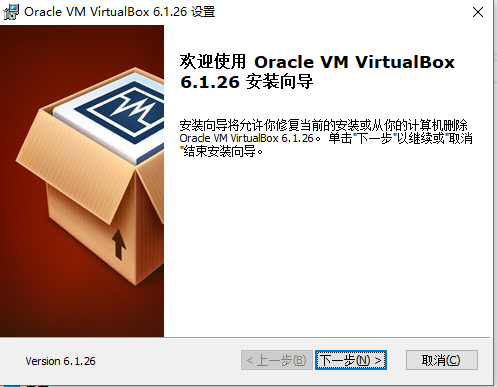 Oracle VM VirtualBox 6.1.26 设置
欢迎使用 Oracle VM VirtualBox
6.1.26 安装向导
安装向导将允许你修复当前的安装或从你的计算机删除
Oracle VM VirtualBox 6.1.26。 单击"下一步"以继续或"取消
"结束安装向导。
Version 6.1.26
< 上一步(B)
下一步(N) >
取消(C)